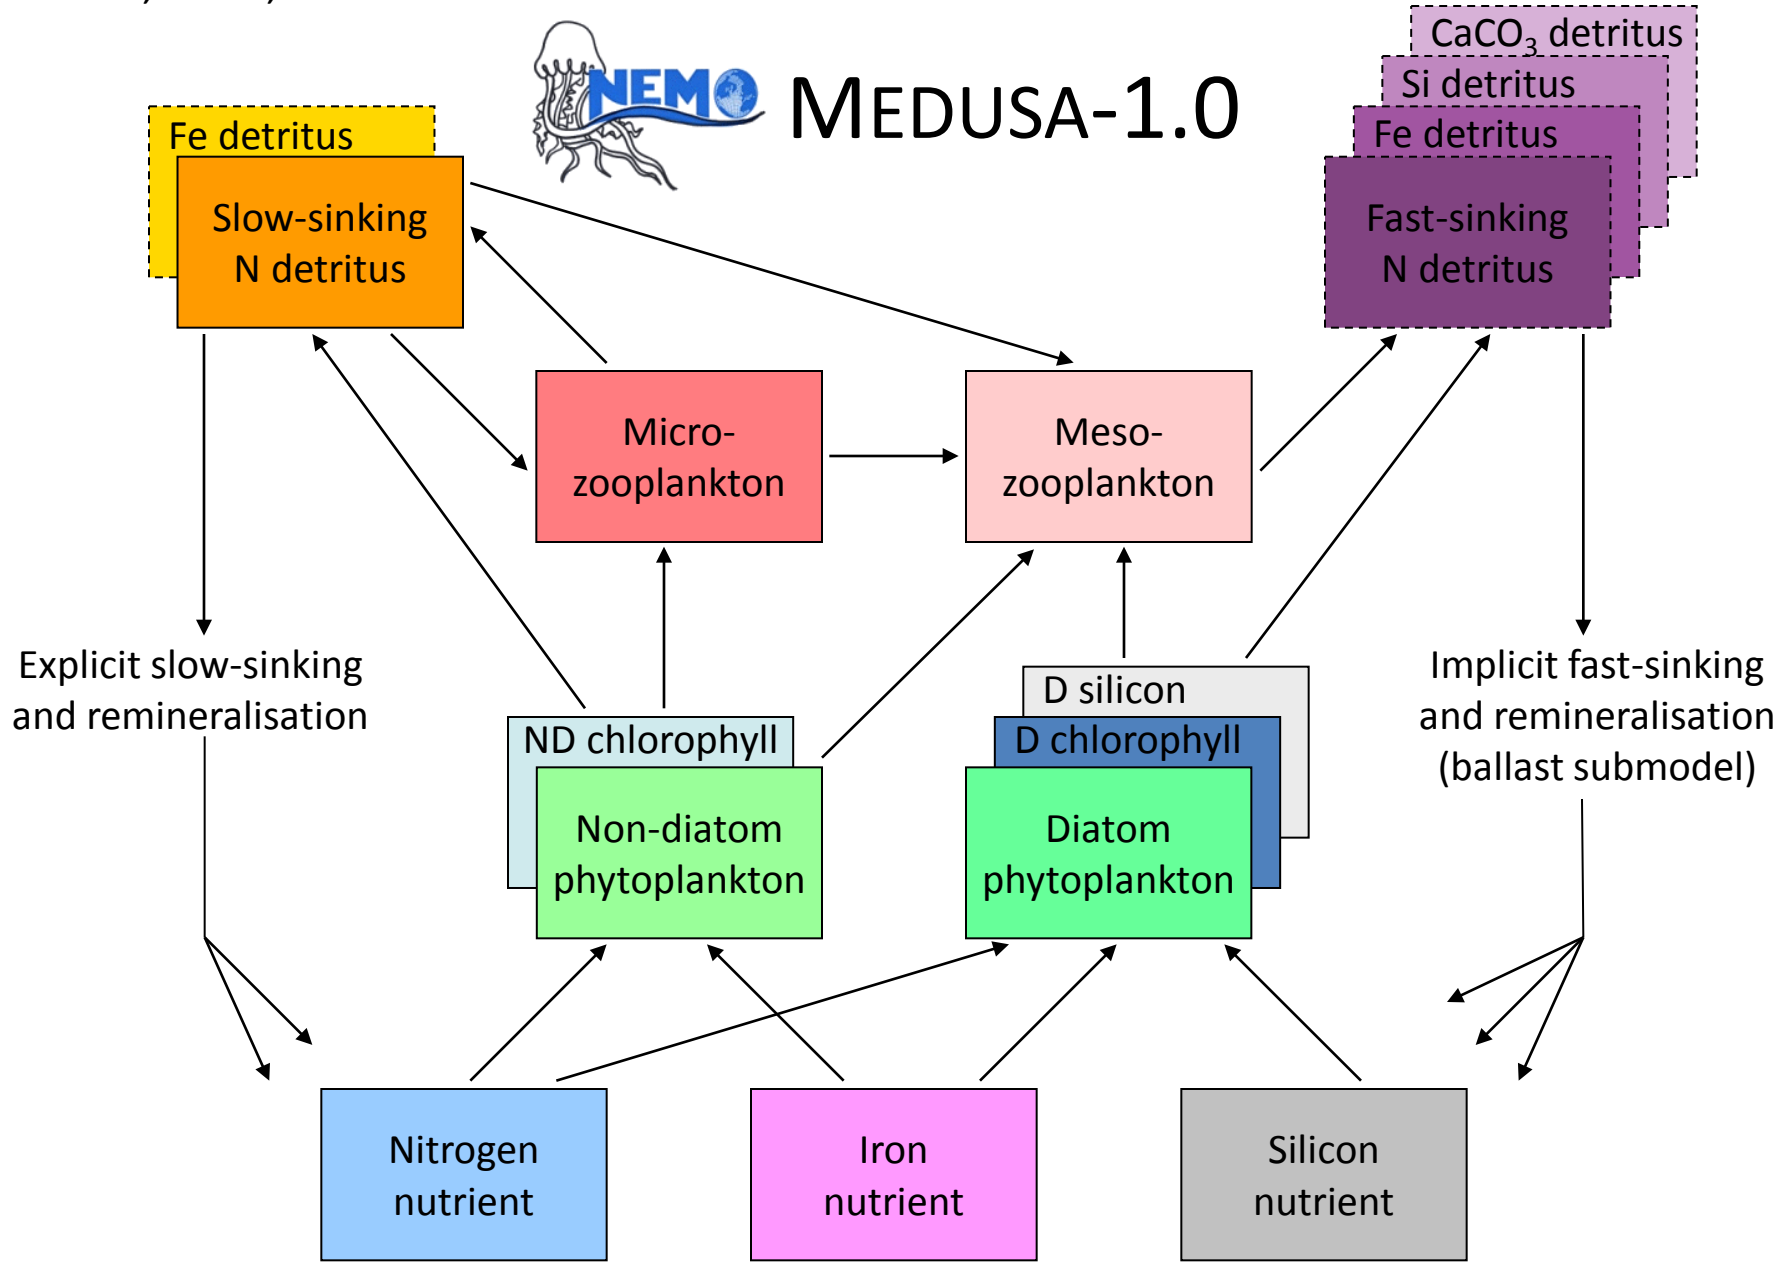 NEMO
MEDUSA-1.0
CaCO₃ detritus
Si detritus
Fe detritus
Fast-sinking
N detritus
Fe detritus
Slow-sinking
N detritus
Micro-
zooplankton
Meso-
zooplankton
Explicit slow-sinking
and remineralisation
Implicit fast-sinking
and remineralisation
(ballast submodel)
ND chlorophyll
Non-diatom
phytoplankton
D silicon
D chlorophyll
Diatom
phytoplankton
Nitrogen
nutrient
Iron
nutrient
Silicon
nutrient